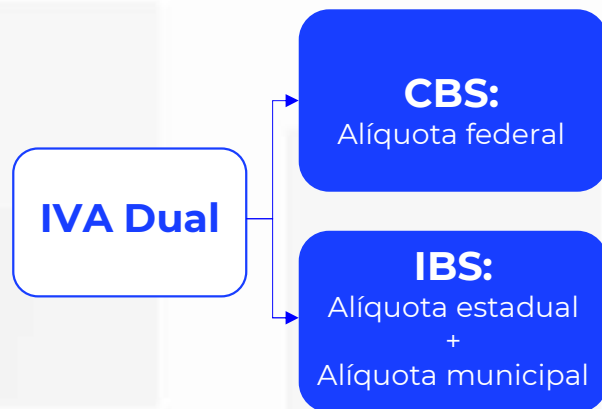 IVA Dual
CBS:
Alíquota federal
IBS:
Alíquota estadual
+
Alíquota municipal